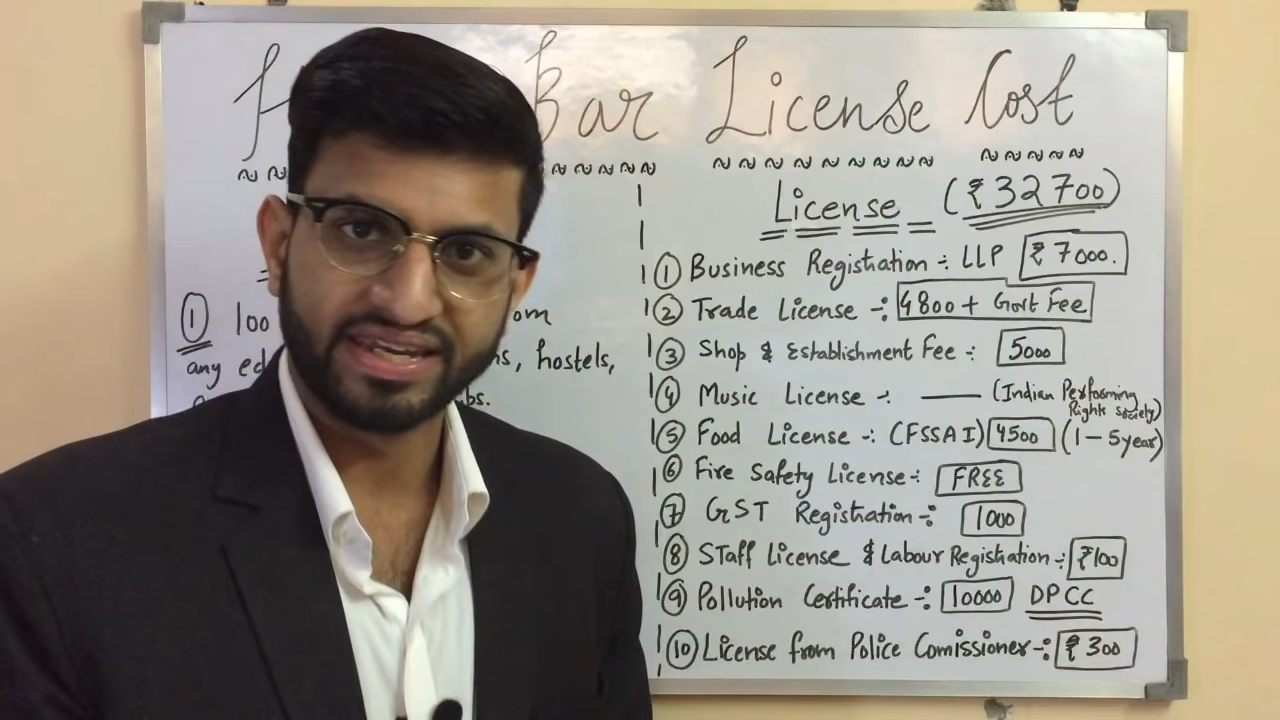 Bar License Cost
License (₹32700)
① Business Registration :- LLP ₹7000.
② Trade License -: 4800 + Govt Fee
③ Shop & Establishment Fee - : 5000
④ Music License - : —— (Indian Performing
Rights Society)
⑤ Food License -: (FSSAI) 4500 (1-5year)
⑥ Fire Safety License -: FREE
⑦ GST Registration -: 1000
⑧ Staff License & Labour Registration -: ₹100
⑨ Pollution Certificate -: 10000 DPCC
⑩ License from Police Comissioner -: ₹300
① 100
any hostels,